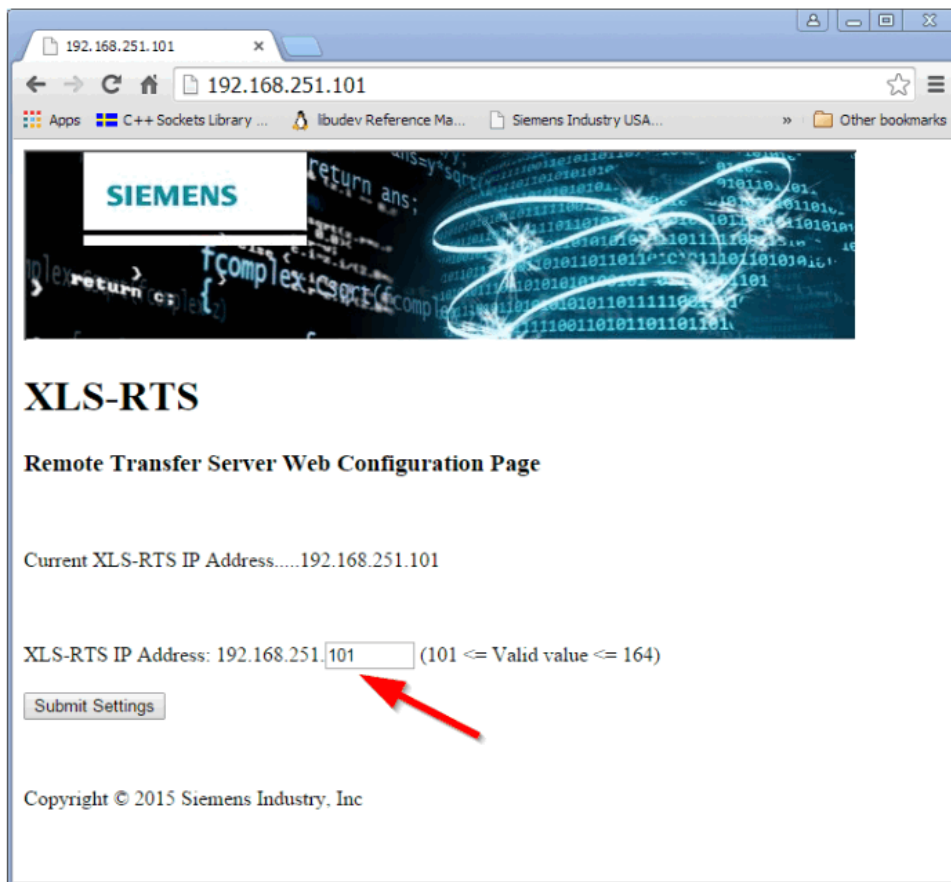 192.168.251.101
192.168.251.101
Apps C++ Sockets Library ... libudev Reference Ma... Siemens Industry USA... » Other bookmarks
SIEMENS
return ans;
return c;
fcomplex Csqrt(fcomplex z)
{
XLS-RTS
Remote Transfer Server Web Configuration Page
Current XLS-RTS IP Address.....192.168.251.101
XLS-RTS IP Address: 192.168.251.101 (101 <= Valid value <= 164)
Submit Settings
Copyright © 2015 Siemens Industry, Inc